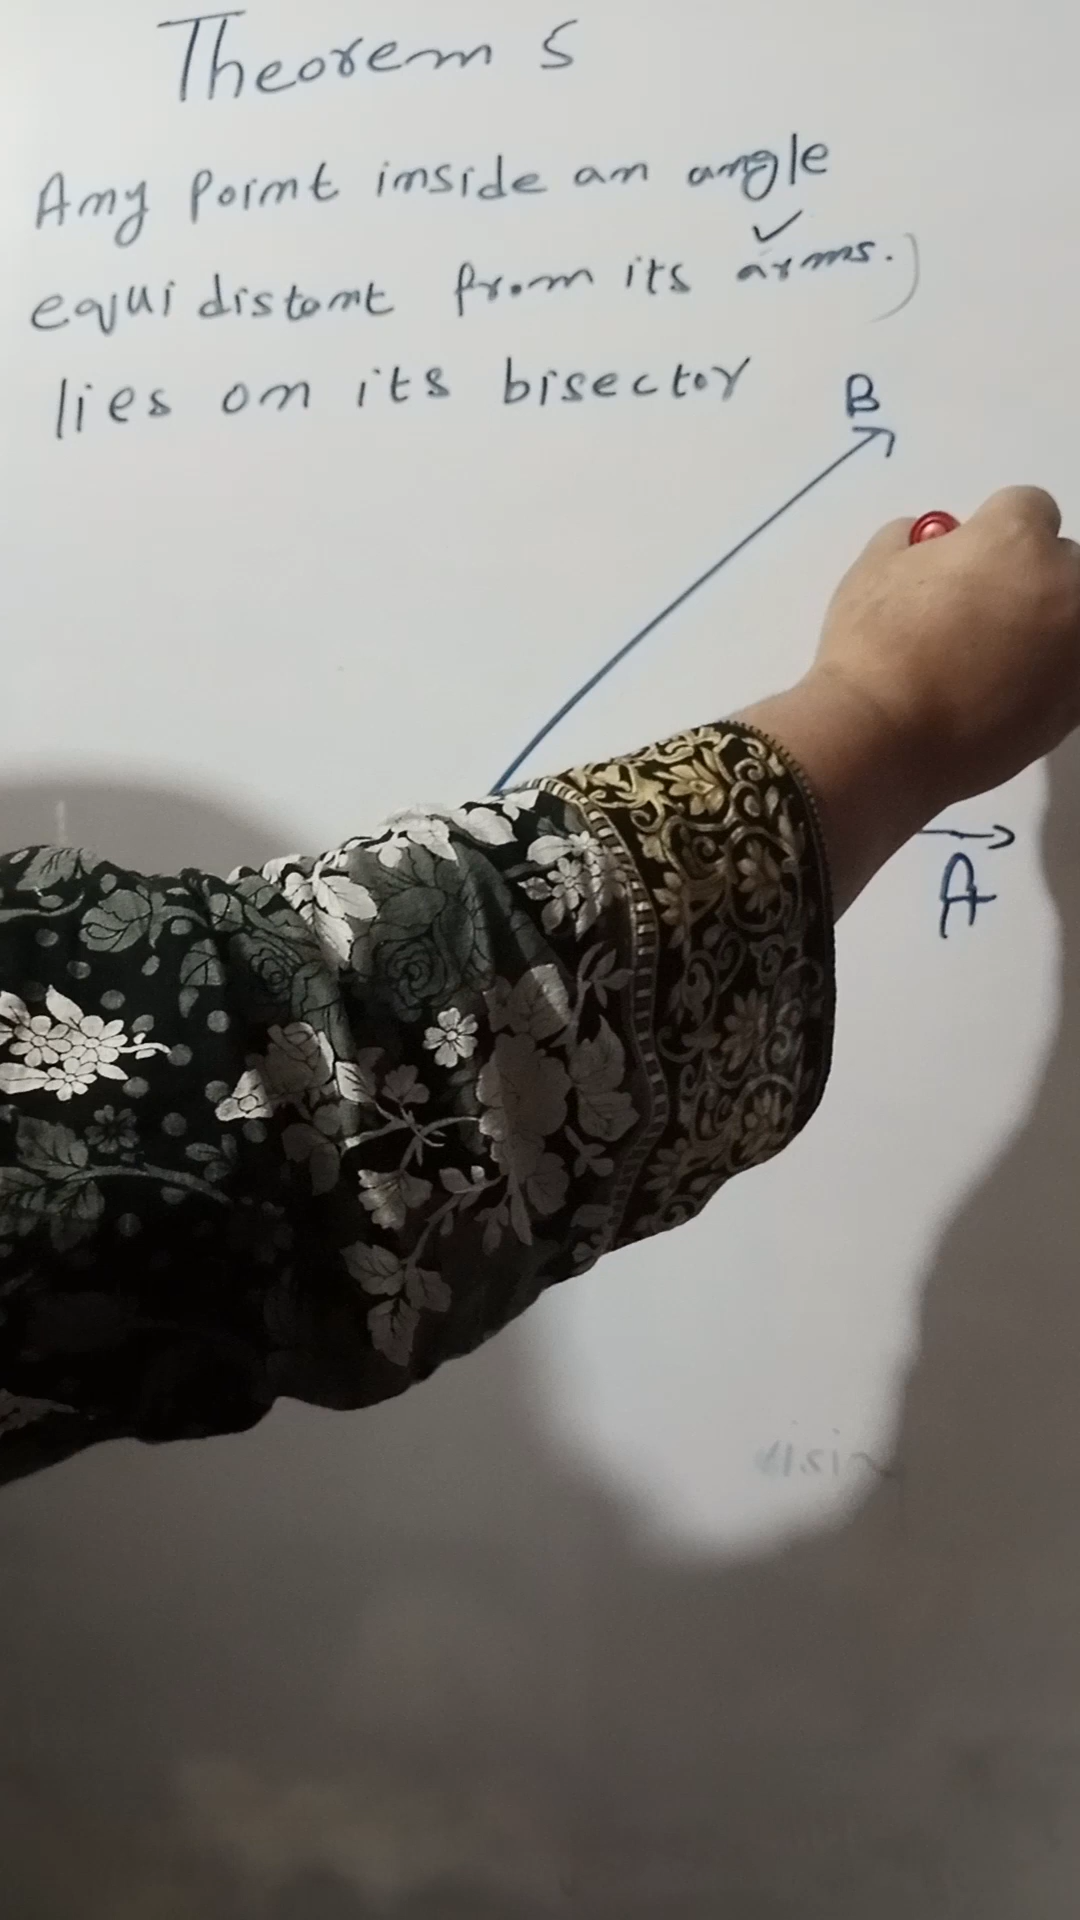 Theorem 5
Any point inside an angle
equidistant from its arms.)
lies on its bisector
B
A